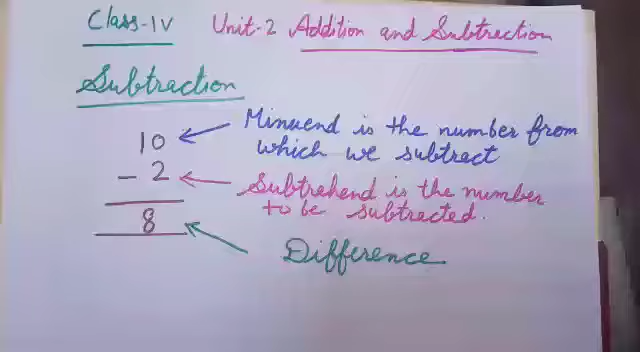 Class-IV Unit-2 Addition and Subtraction
Subtraction
10 Minuend is the number from
which we subtract
- 2 Subtrehend is the number
to be subtracted.
8
Difference